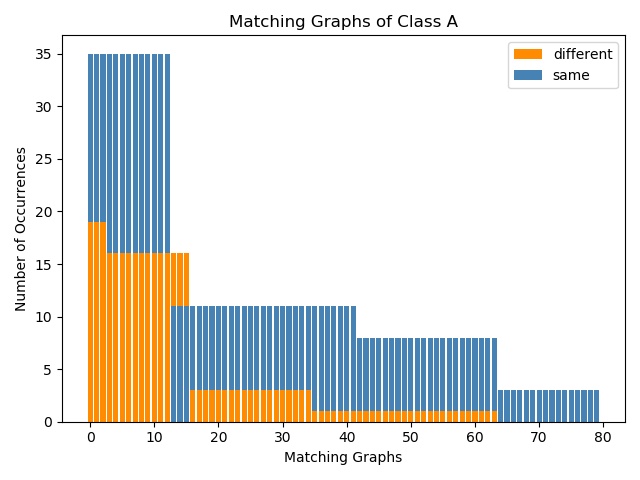 Matching Graphs of Class A
different
same
Number of Occurrences
35
30
25
20
15
10
5
0
0 10 20 30 40 50 60 70 80
Matching Graphs